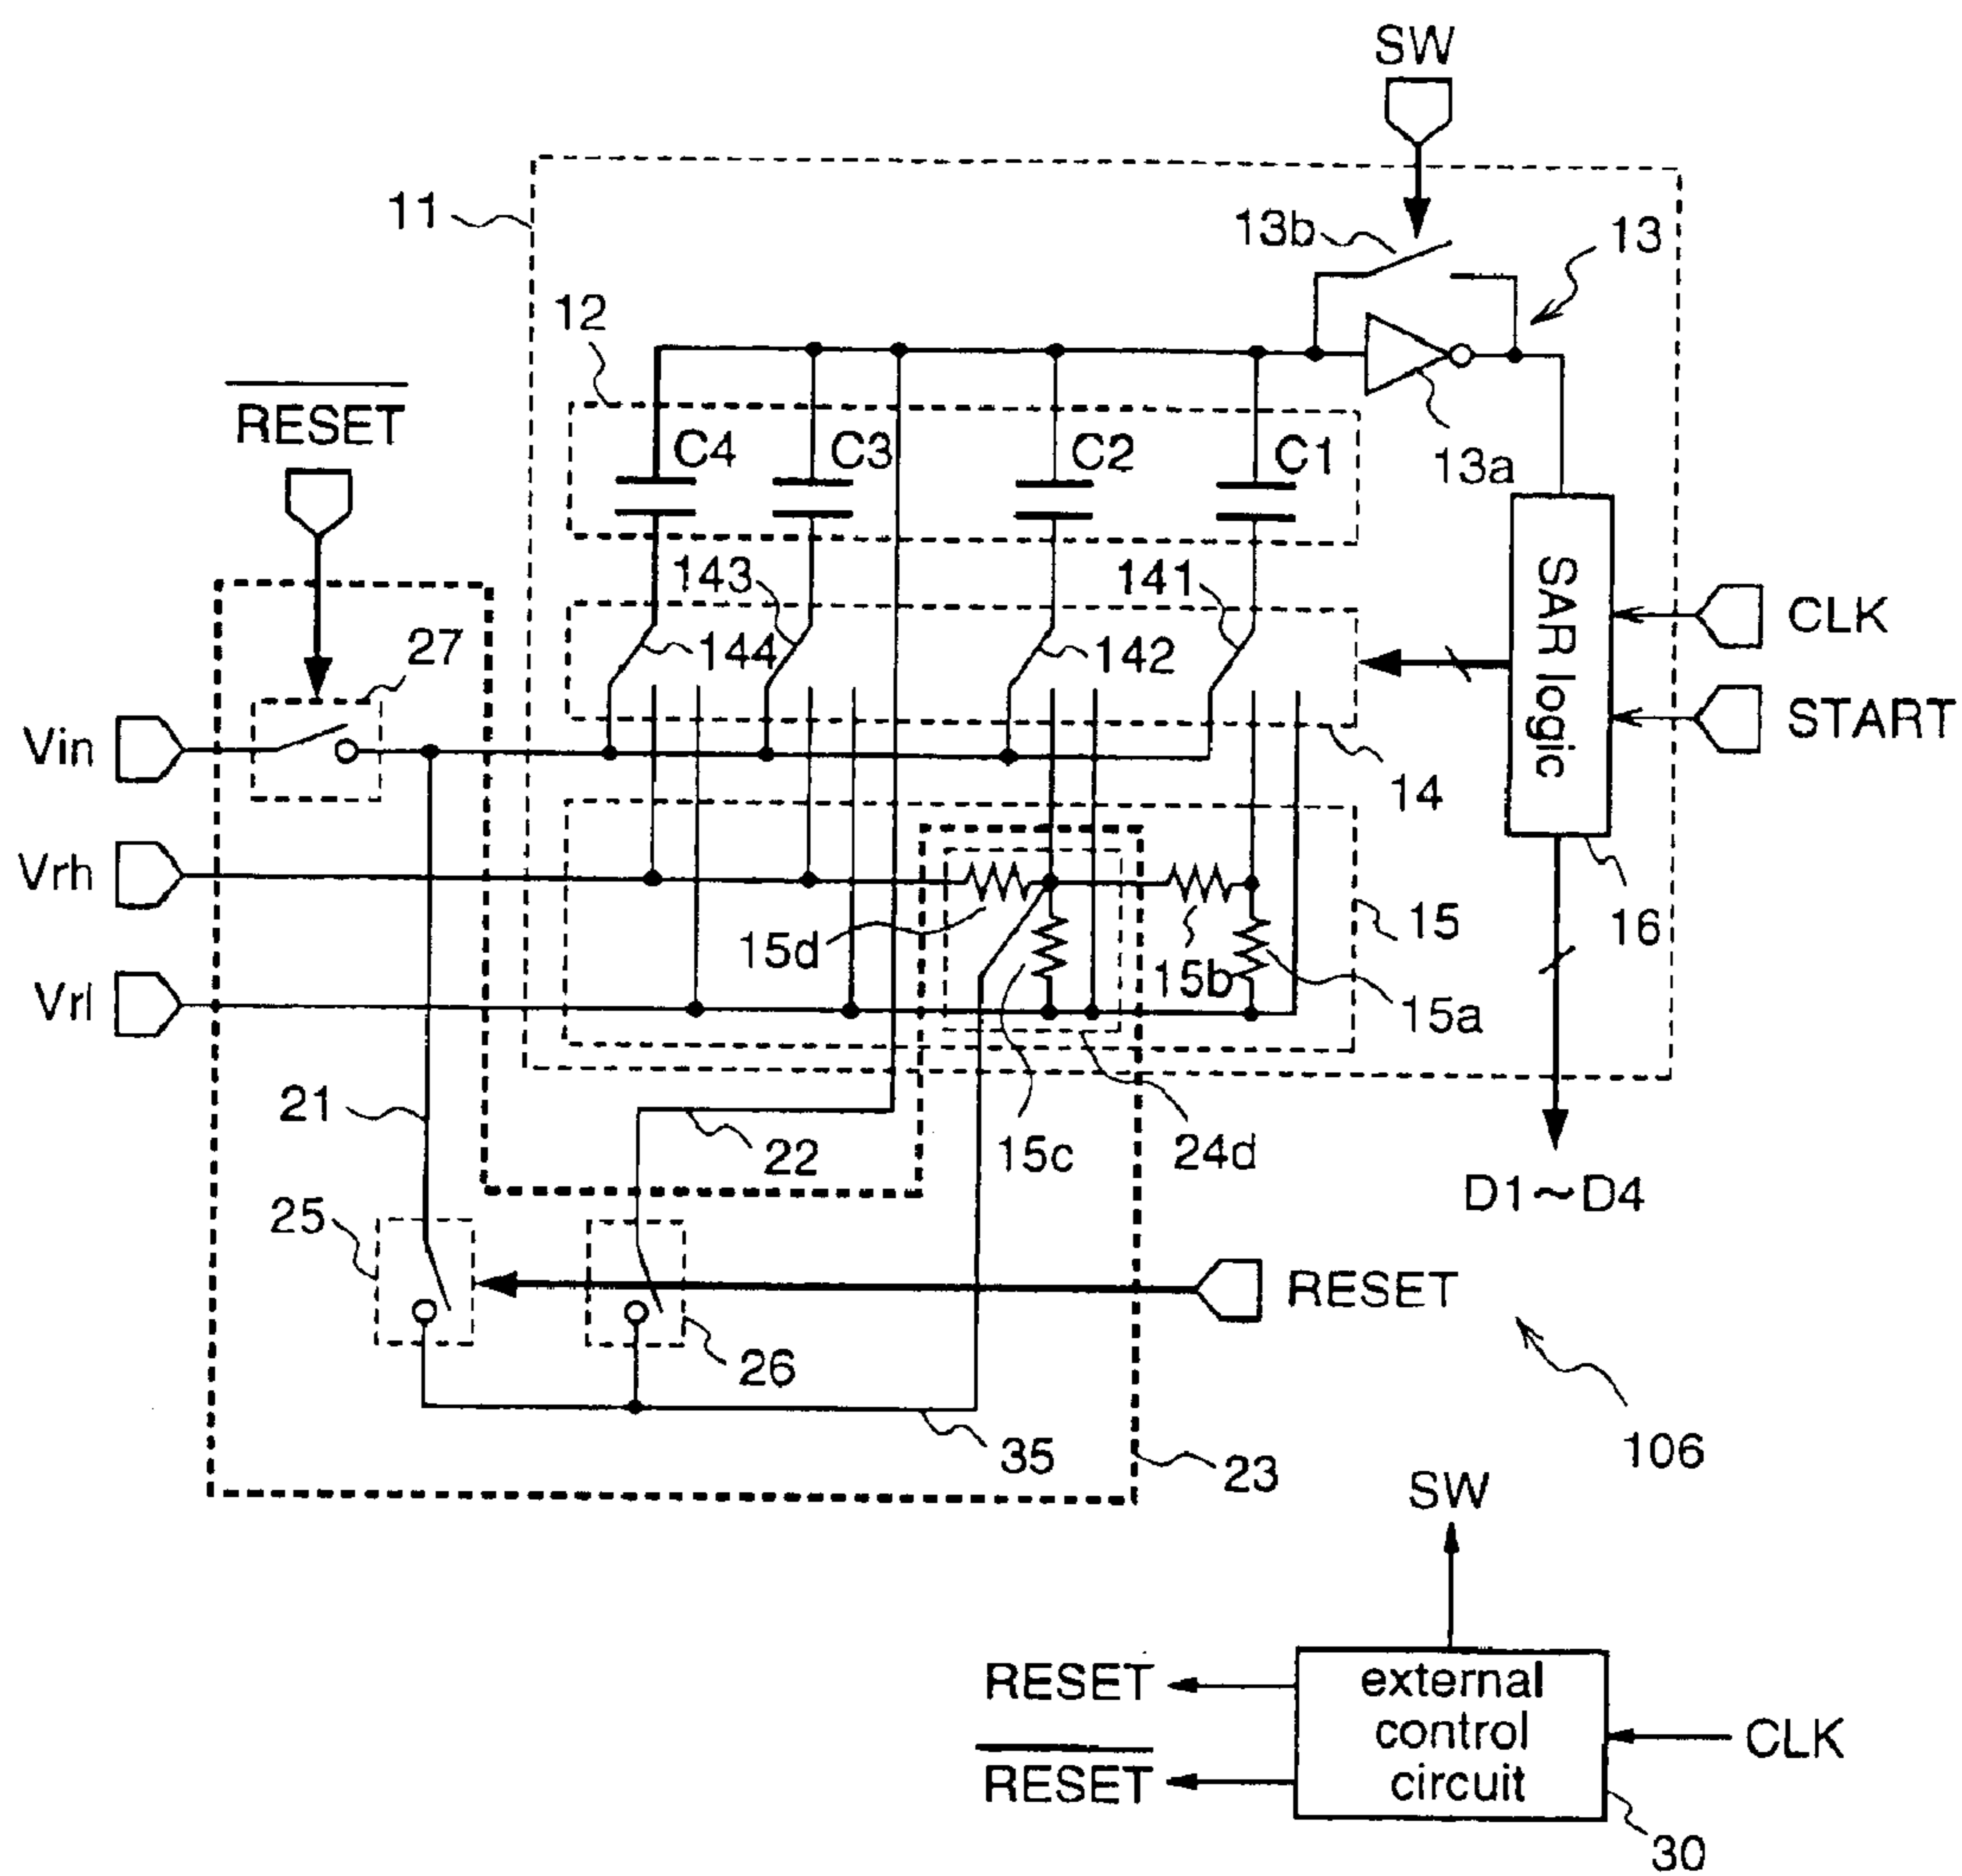 SW
11
13b
13
12
RESET
C4
C3
C2
C1
13a
143
141
27
144
142
SAR logic
CLK
START
Vin
14
Vrh
15d
15b
15
16
Vrl
15a
21
22
15c
24d
D1~D4
25
RESET
26
35
23
106
SW
RESET
external
control
circuit
CLK
RESET
30